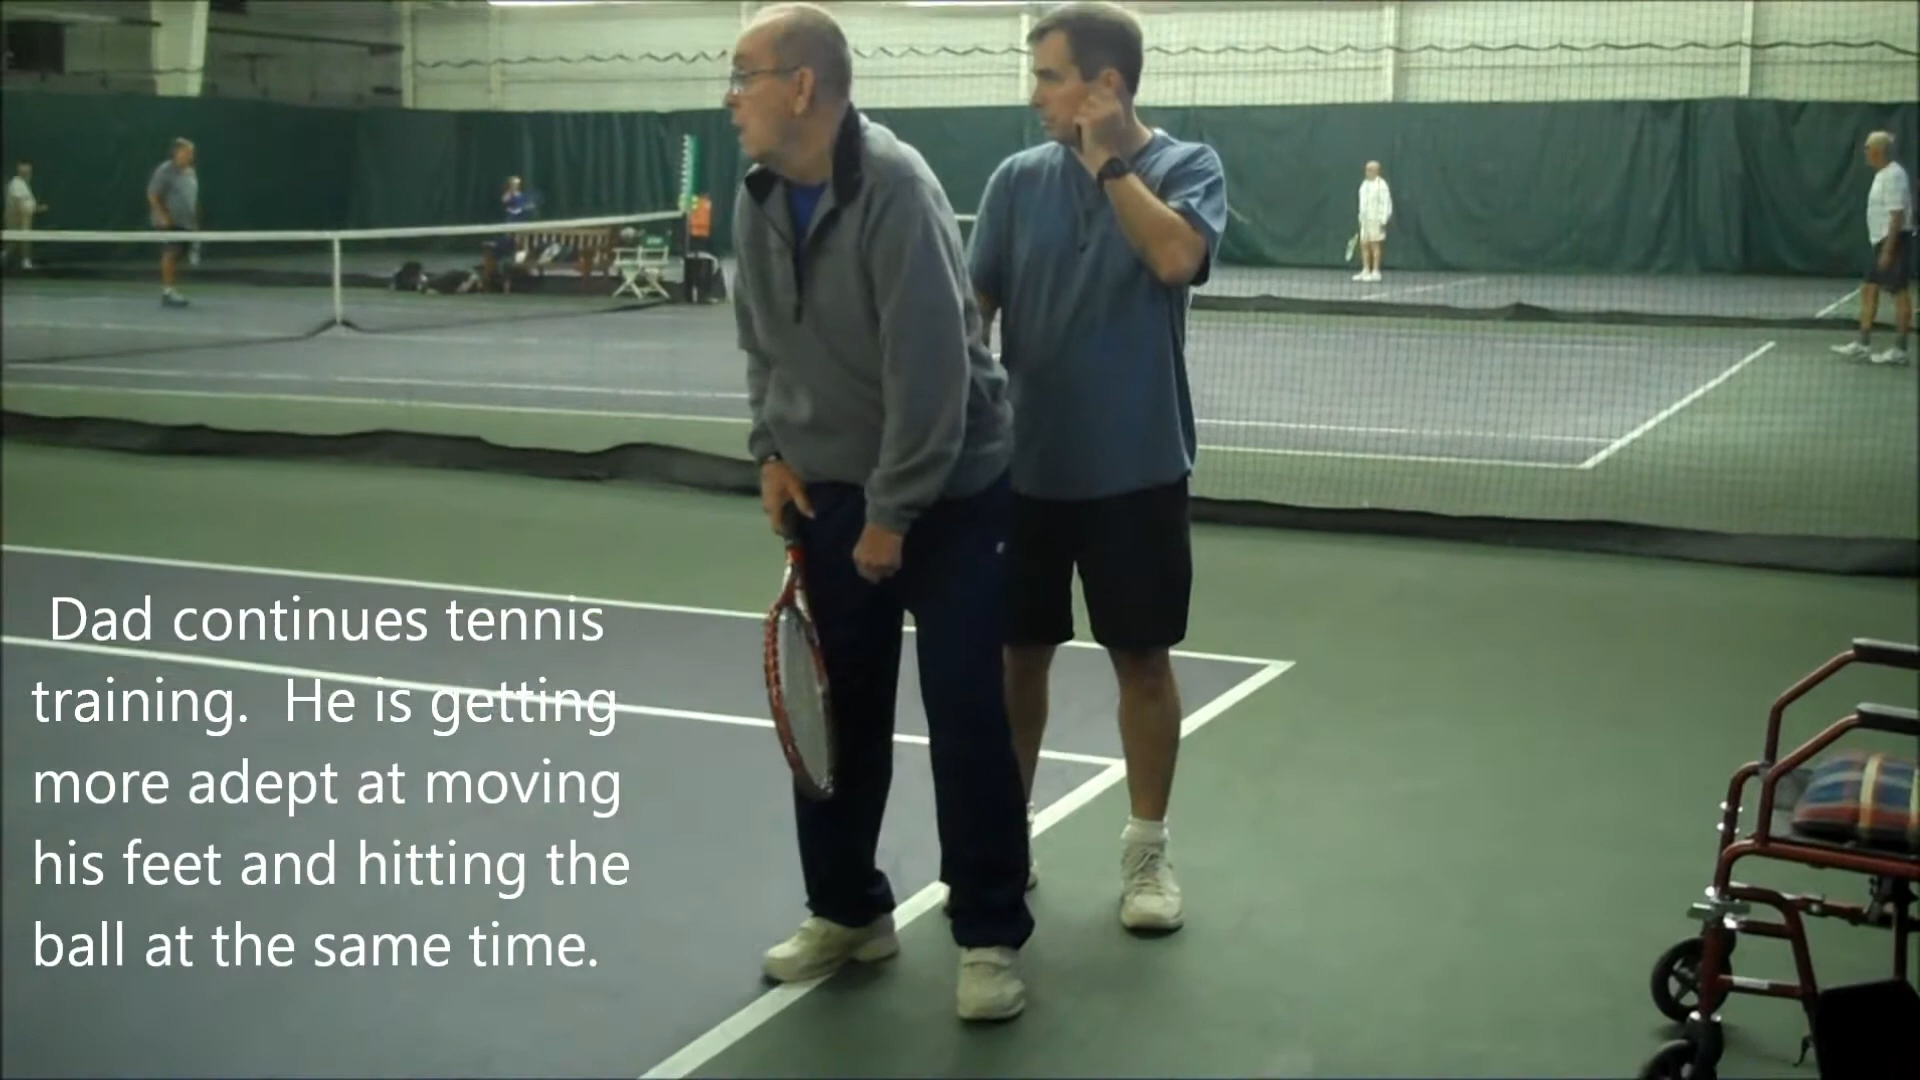 Dad continues tennis
training.  He is getting
more adept at moving
his feet and hitting the
ball at the same time.